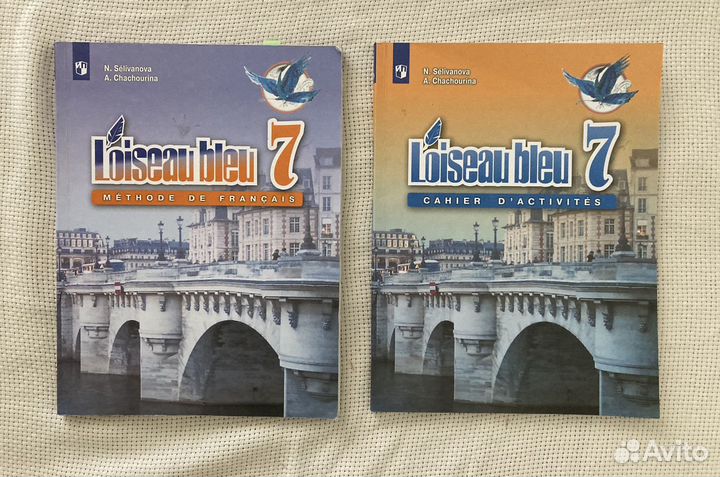 N. Sélivanova
A. Chachourina
L'oiseau bleu 7
MÉTHODE DE FRANÇAIS
N. Sélivanova
A. Chachourina
L'oiseau bleu 7
CAHIER D'ACTIVITÉS
Avito